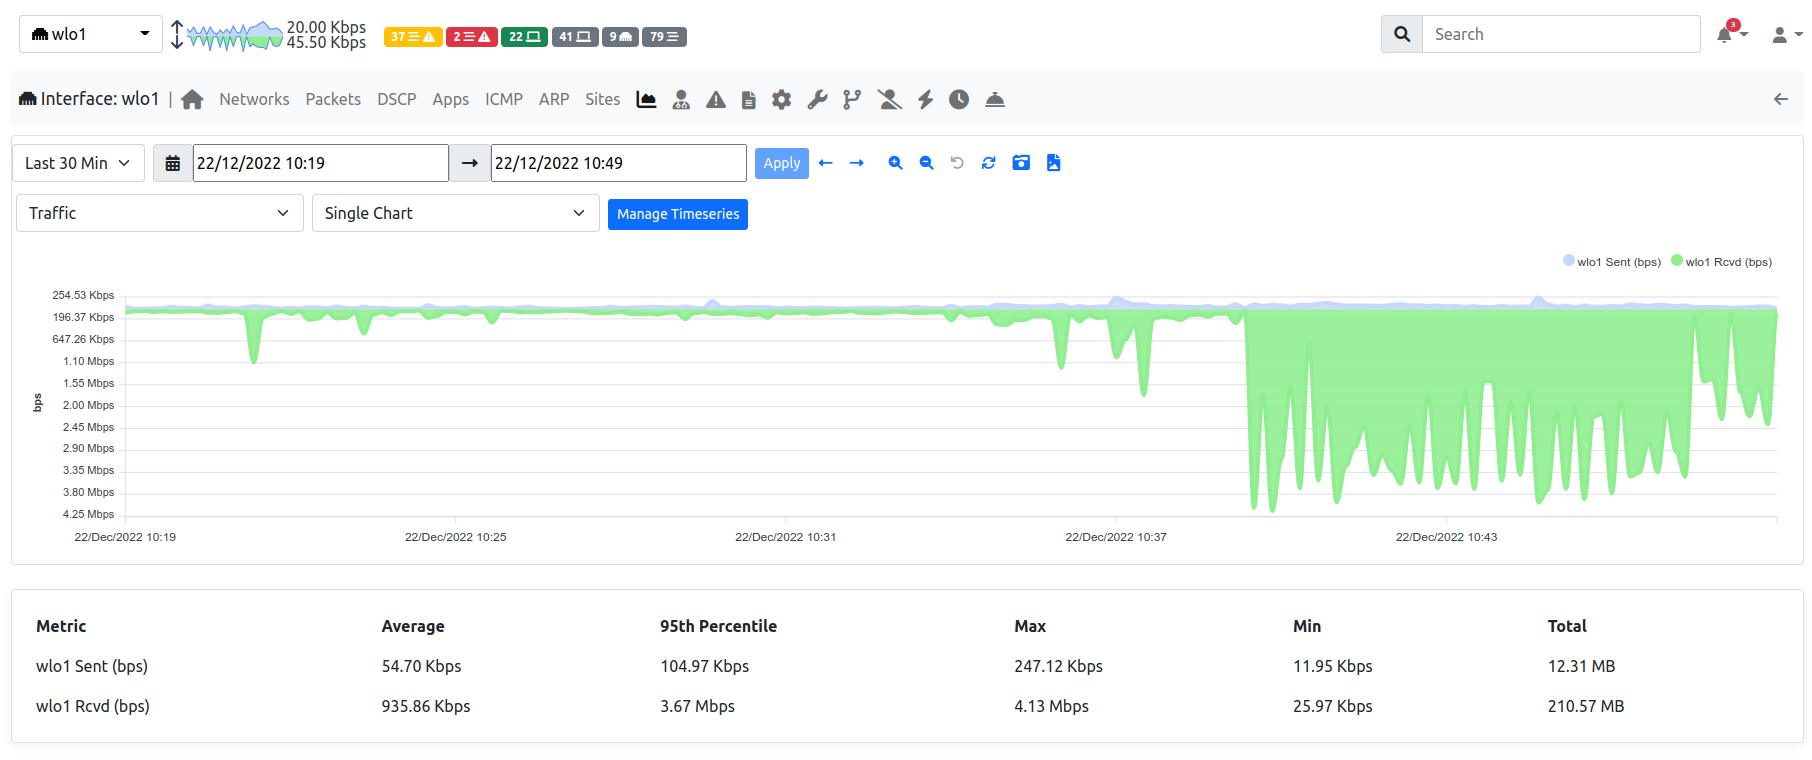 wlo1 20.00 Kbps 37 2 22 41 9 79 Search 3
45.50 Kbps
Interface: wlo1 | Networks Packets DSCP Apps ICMP ARP Sites
Last 30 Min 22/12/2022 10:19 22/12/2022 10:49 Apply
Traffic Single Chart Manage Timeseries
wlo1 Sent (bps) wlo1 Rcvd (bps)
254.53 Kbps
196.37 Kbps
647.26 Kbps
1.10 Mbps
1.55 Mbps
2.00 Mbps
2.45 Mbps
2.90 Mbps
3.35 Mbps
3.80 Mbps
4.25 Mbps
bps
22/Dec/2022 10:19 22/Dec/2022 10:25 22/Dec/2022 10:31 22/Dec/2022 10:37 22/Dec/2022 10:43
Metric Average 95th Percentile Max Min Total
wlo1 Sent (bps) 54.70 Kbps 104.97 Kbps 247.12 Kbps 11.95 Kbps 12.31 MB
wlo1 Rcvd (bps) 935.86 Kbps 3.67 Mbps 4.13 Mbps 25.97 Kbps 210.57 MB